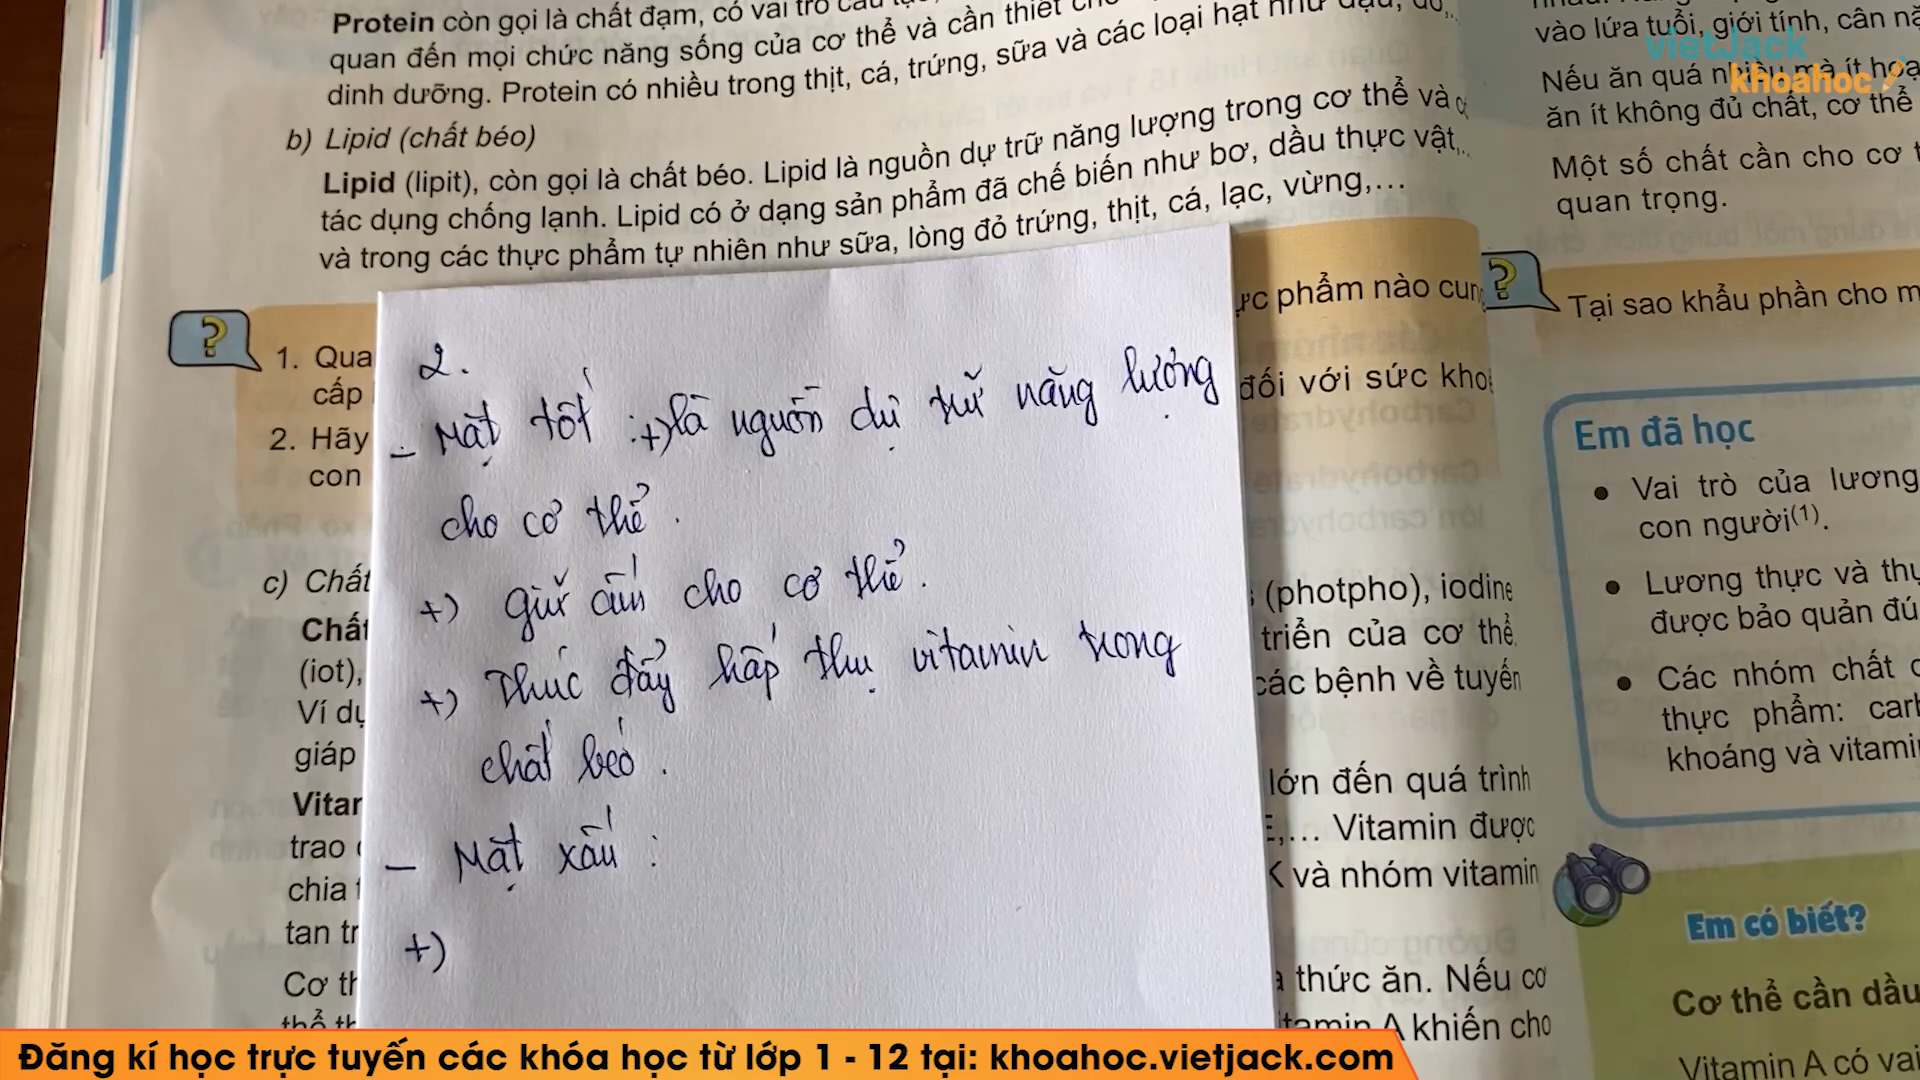 Protein còn gọi là chất đạm, có vai trò
quan đến mọi chức năng sống của cơ thể và cần thiết
dinh dưỡng. Protein có nhiều trong thịt, cá, trứng, sữa và các loại hạt như đậu, đỗ,...
b) Lipid (chất béo)
Lipid (lipit), còn gọi là chất béo. Lipid là nguồn dự trữ năng lượng trong cơ thể và
tác dụng chống lạnh. Lipid có ở dạng sản phẩm đã chế biến như bơ, dầu thực vật,...
và trong các thực phẩm tự nhiên như sữa, lòng đỏ trứng, thịt, cá, lạc, vừng,...
?
1. Qua
cấp
2. Hãy
con
phẩm nào cung
đối với sức khoẻ
c) Chất
Chất
(iot),
Ví dụ
giáp
(photpho), iodine
triển của cơ thể.
các bệnh về tuyến
Vitar
trao
chia
tan tr
lớn đến quá trình
E,... Vitamin được
K và nhóm vitamin
Cơ th
thể th
thức ăn. Nếu cơ
itamin A khiến cho
2.
- Mặt tốt : +) là nguồn dự trữ năng lượng
cho cơ thể.
+) giữ ấm cho cơ thể.
+) Thúc đẩy hấp thụ vitamin trong
chất béo.
- Mặt xấu :
+)
vào lứa tuổi, giới tính, cân nặ
Nếu ăn quá nhiều mà ít hoạ
ăn ít không đủ chất, cơ thể
Một số chất cần cho cơ t
quan trọng.
?
Tại sao khẩu phần cho m
Em đã học
• Vai trò của lương
con người(1).
• Lương thực và thự
được bảo quản đú
• Các nhóm chất
thực phẩm: carb
khoáng và vitami
Em có biết?
Cơ thể cần dầu
Vitamin A có vai
vietJack
khoahoc
Đăng kí học trực tuyến các khóa học từ lớp 1 - 12 tại: khoahoc.vietjack.com